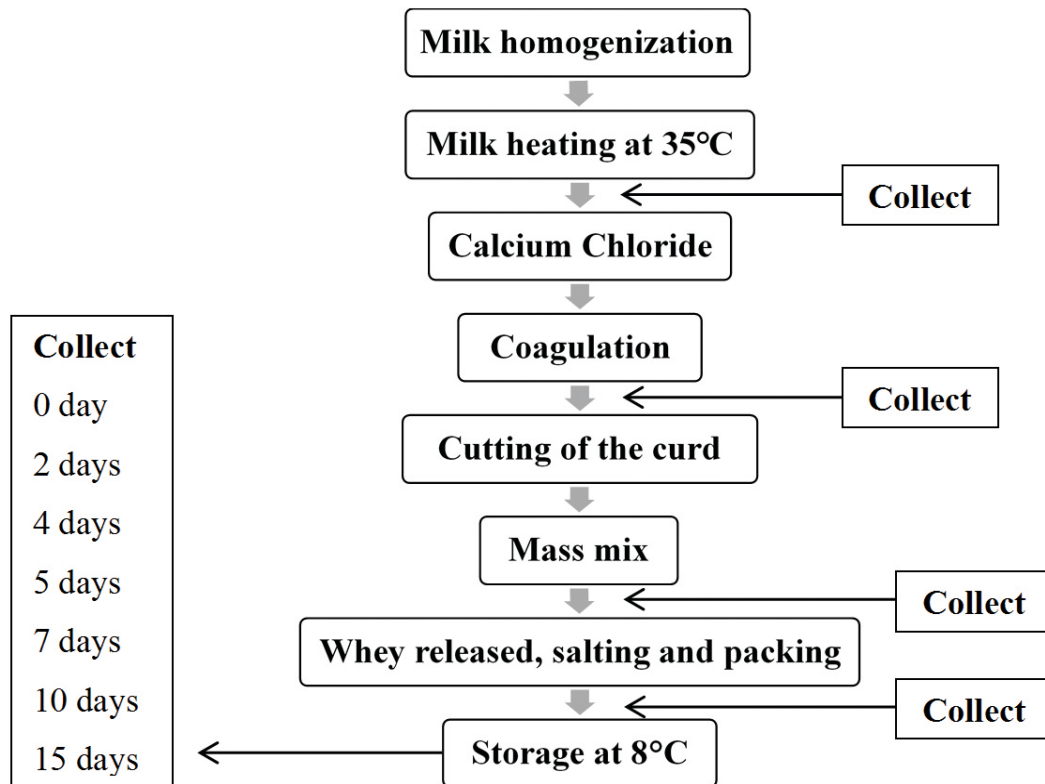 Milk homogenization
Milk heating at 35°C
Collect
Calcium Chloride
Coagulation
Collect
Cutting of the curd
Mass mix
Collect
Whey released, salting and packing
Collect
Storage at 8°C
Collect
0 day
2 days
4 days
5 days
7 days
10 days
15 days